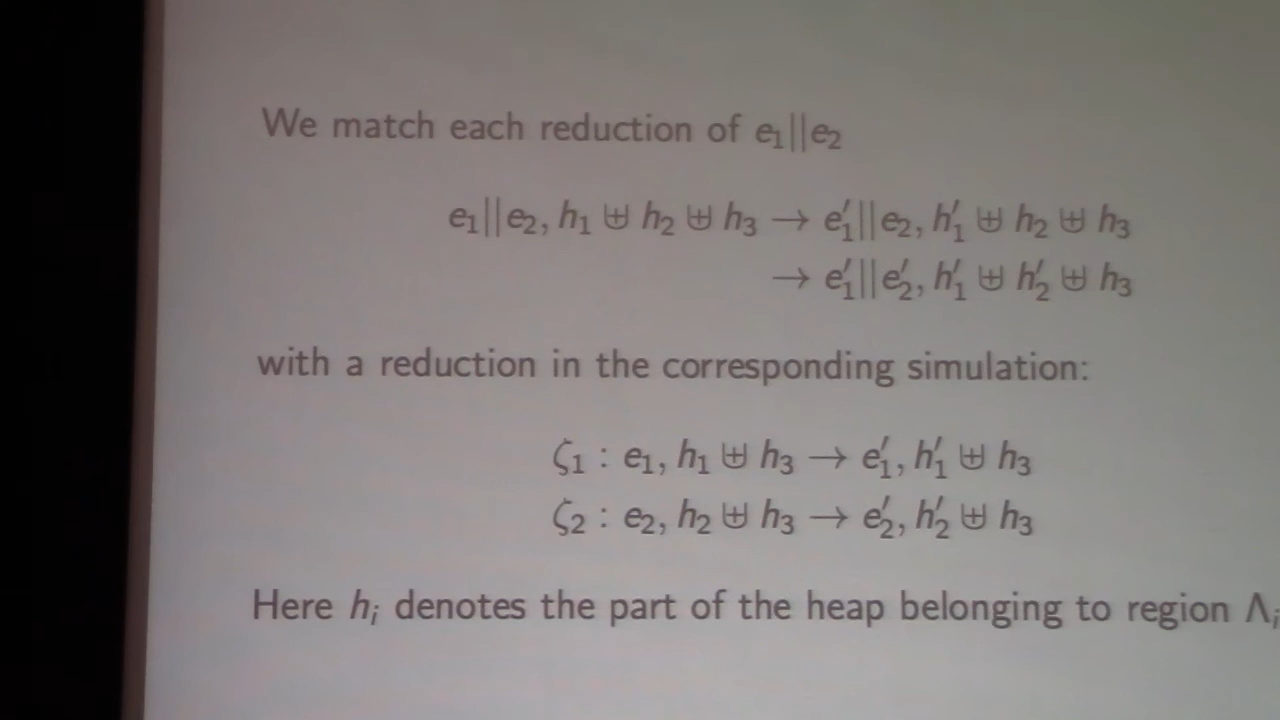 We match each reduction of e₁||e₂
e₁||e₂, h₁ ⊎ h₂ ⊎ h₃ → e′₁||e₂, h′₁ ⊎ h₂ ⊎ h₃
→ e′₁||e′₂, h′₁ ⊎ h′₂ ⊎ h₃
with a reduction in the corresponding simulation:
ζ₁ : e₁, h₁ ⊎ h₃ → e′₁, h′₁ ⊎ h₃
ζ₂ : e₂, h₂ ⊎ h₃ → e′₂, h′₂ ⊎ h₃
Here hᵢ denotes the part of the heap belonging to region Λᵢ